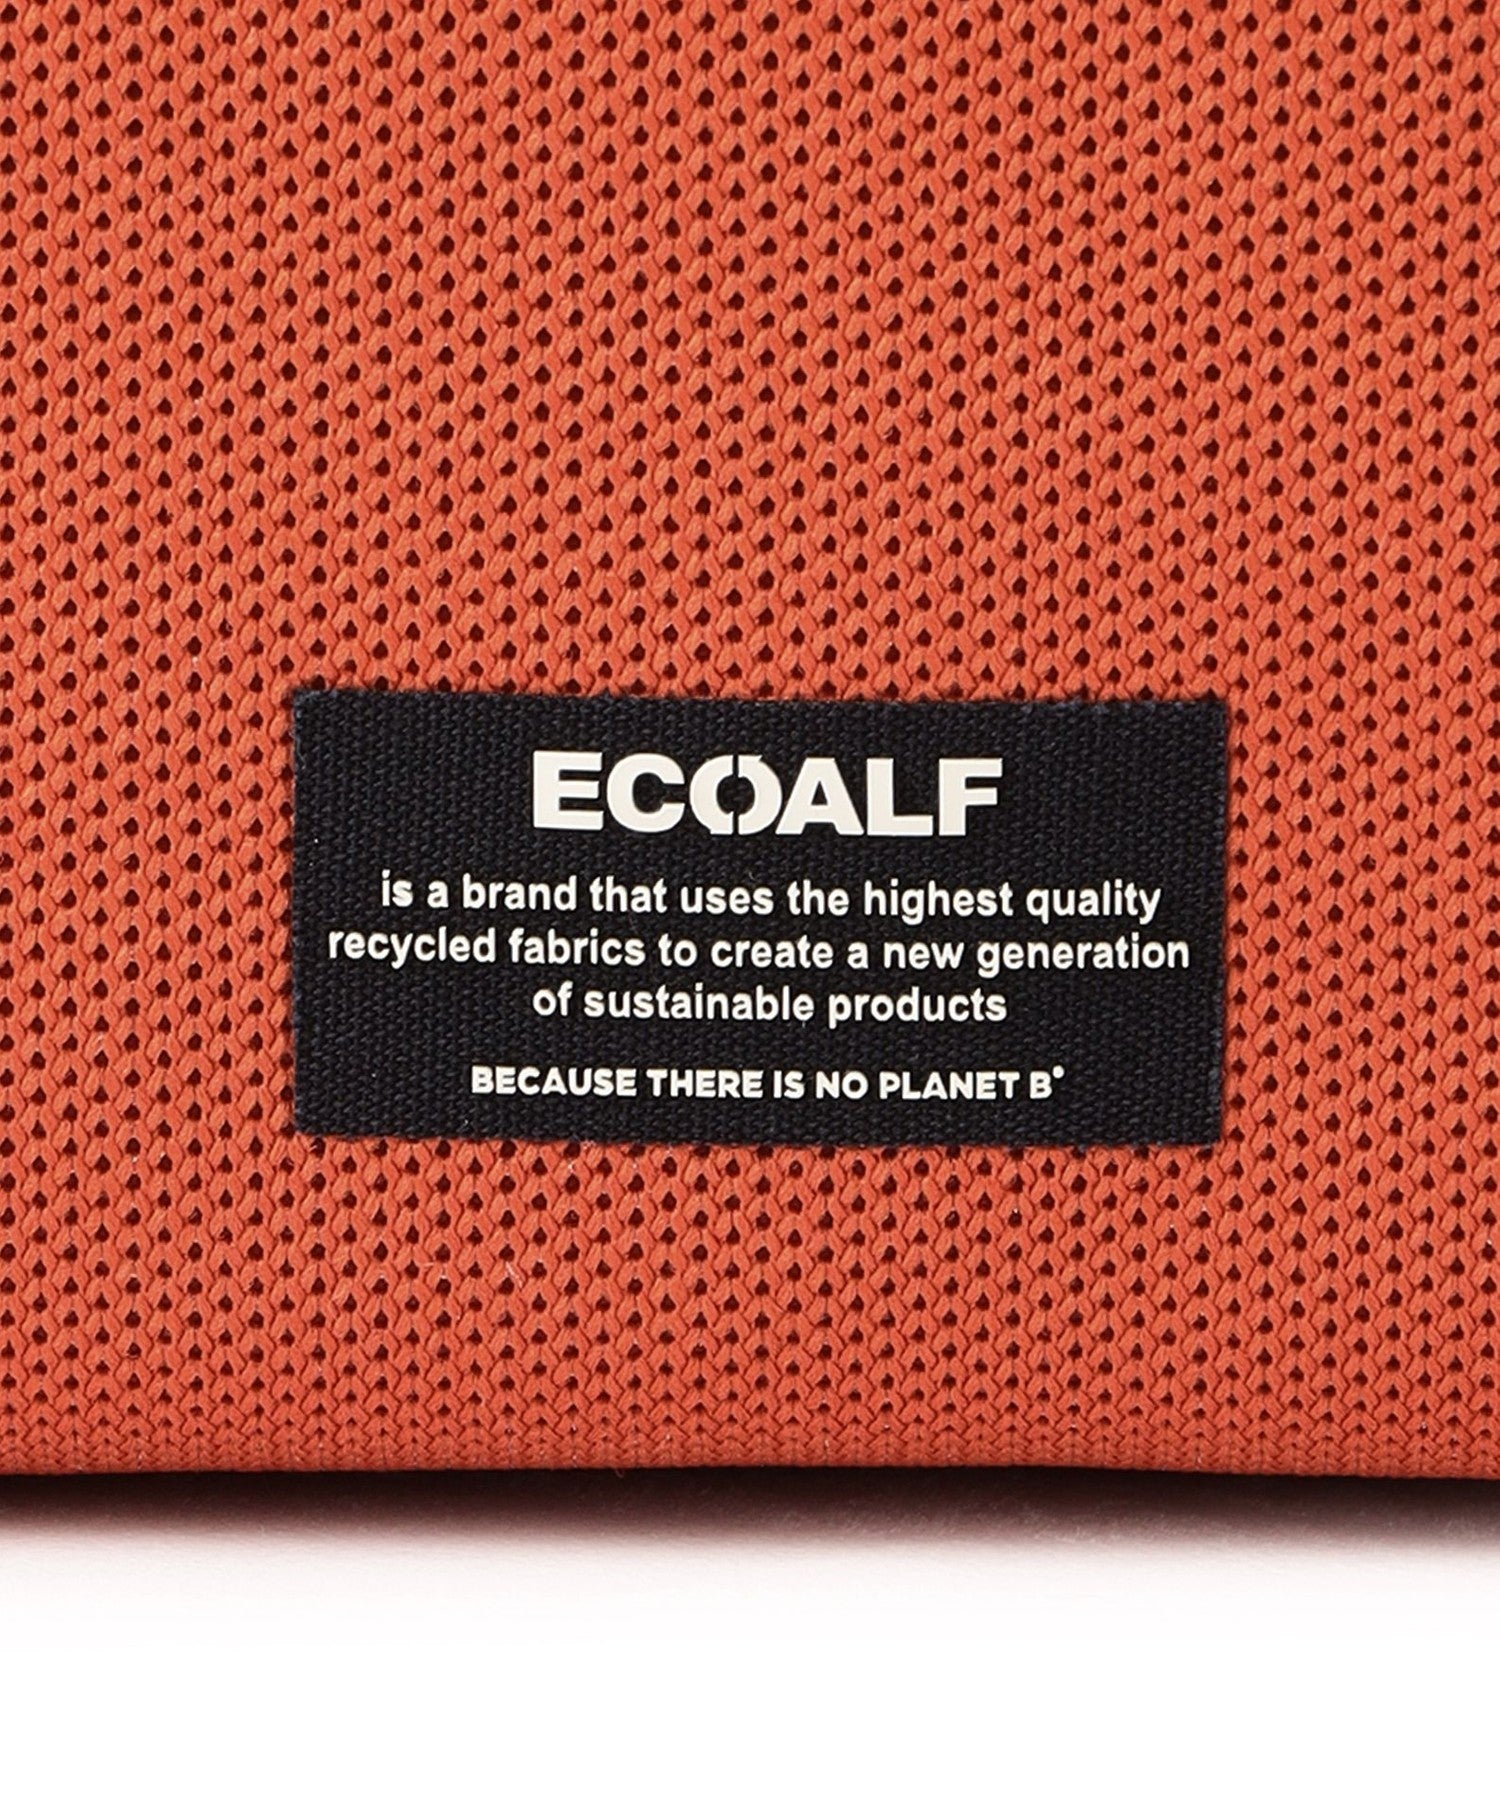 ECOALF
is a brand that uses the highest quality
recycled fabrics to create a new generation
of sustainable products
BECAUSE THERE IS NO PLANET B